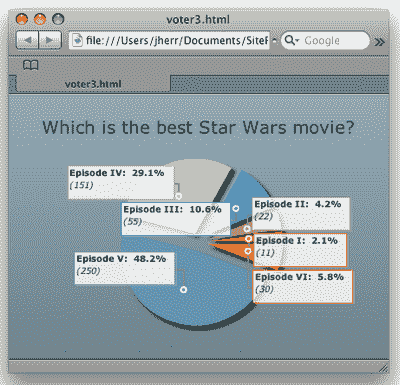 voter3.html
file:///Users/jherr/Documents/SiteP
Google
voter3.html
Which is the best Star Wars movie?
Episode IV: 29.1%
(151)
Episode III: 10.6%
(55)
Episode II: 4.2%
(22)
Episode I: 2.1%
(11)
Episode V: 48.2%
(250)
Episode VI: 5.8%
(30)